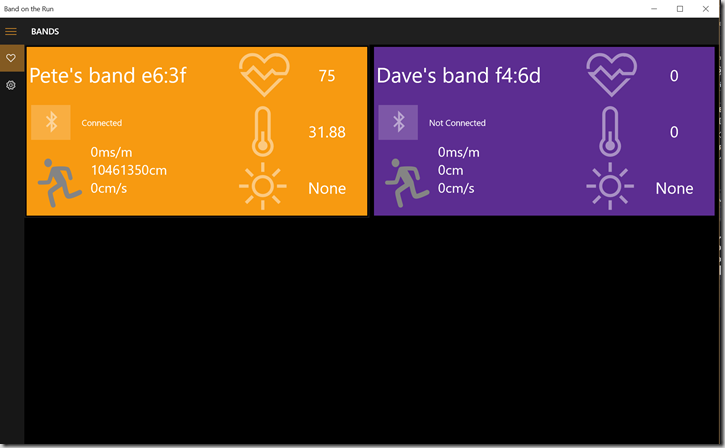 Band on the Run
BANDS
Pete's band e6:3f
75
Connected
31.88
0ms/m
10461350cm
0cm/s
None
Dave's band f4:6d
0
Not Connected
0
0ms/m
0cm
0cm/s
None